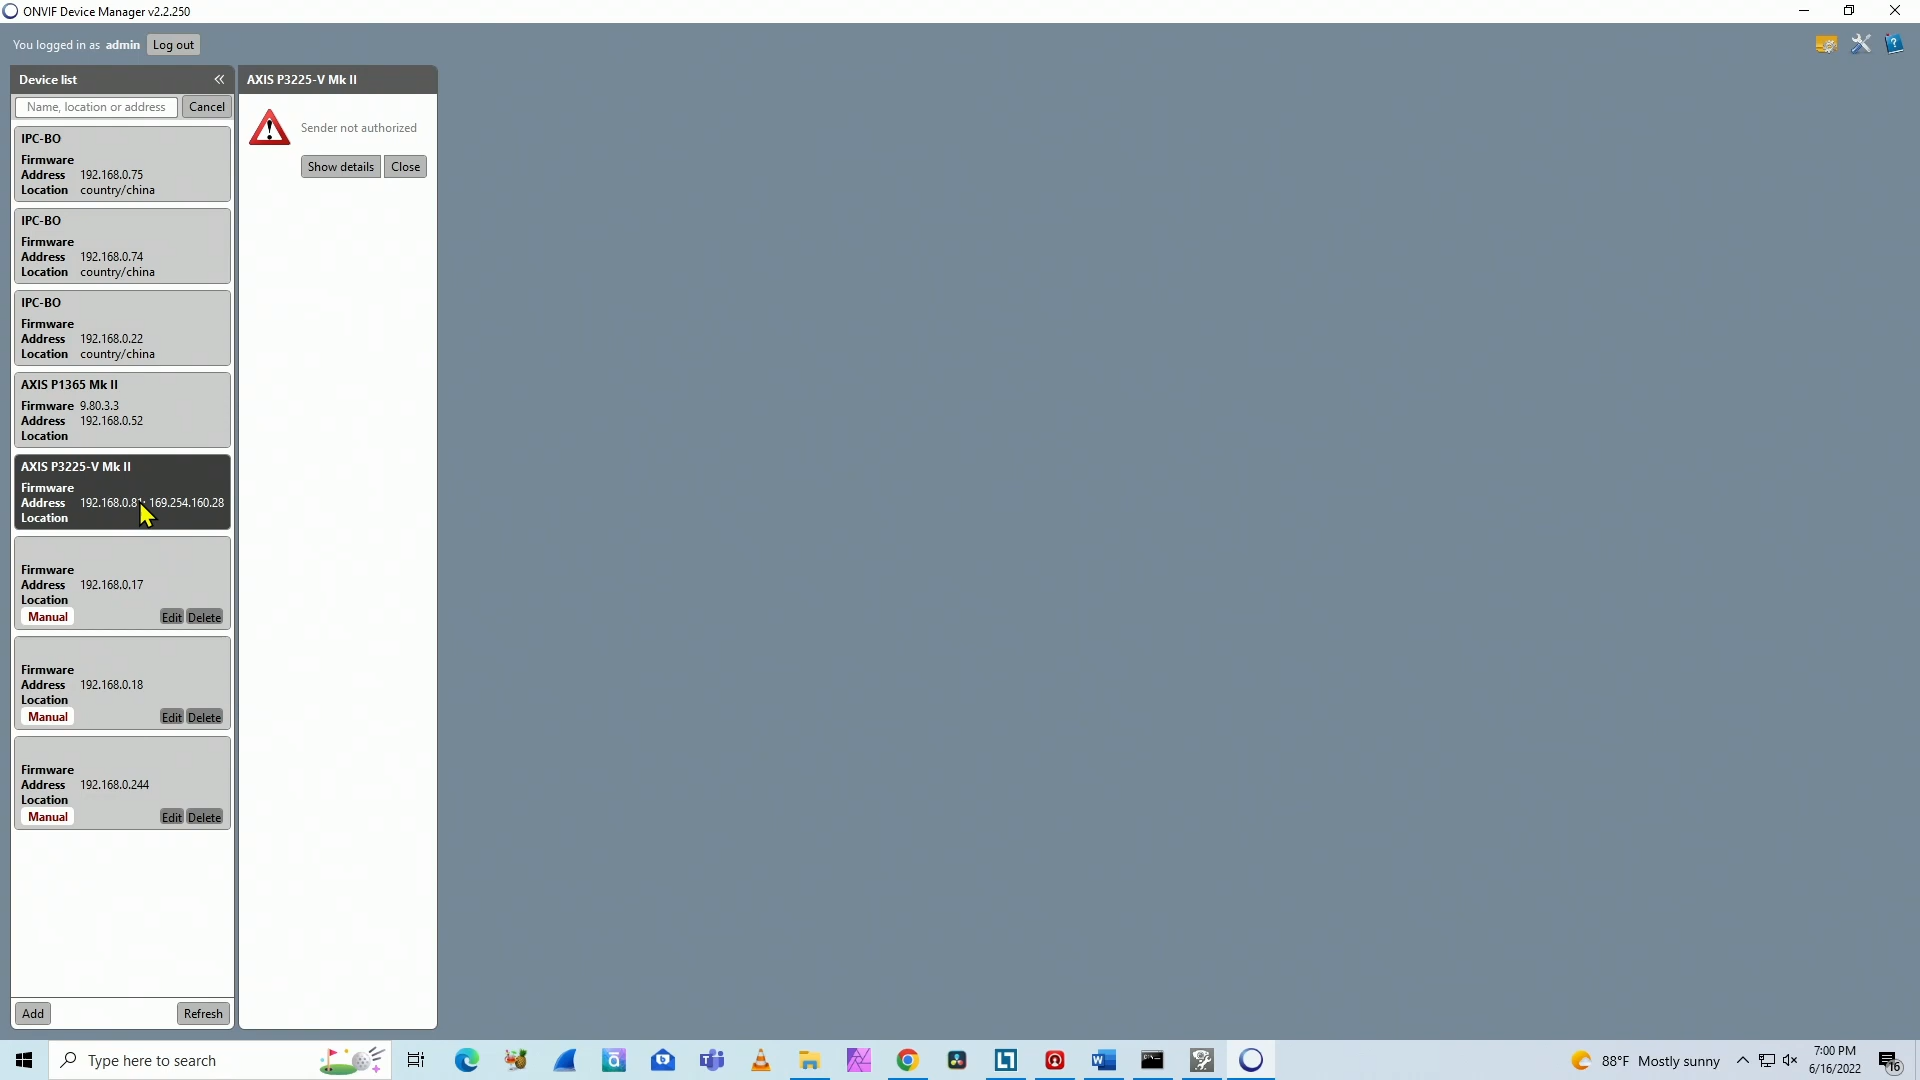 ONVIF Device Manager v2.2.250
You logged in as admin Log out
Device list
Name, location or address Cancel
IPC-BO
Firmware
Address 192.168.0.75
Location country/china
IPC-BO
Firmware
Address 192.168.0.74
Location country/china
IPC-BO
Firmware
Address 192.168.0.22
Location country/china
AXIS P1365 Mk II
Firmware 9.80.3.3
Address 192.168.0.52
Location
AXIS P3225-V Mk II
Firmware
Address 192.168.0.81; 169.254.160.28
Location
Firmware
Address 192.168.0.17
Location
Manual Edit Delete
Firmware
Address 192.168.0.18
Location
Manual Edit Delete
Firmware
Address 192.168.0.244
Location
Manual Edit Delete
Add Refresh
AXIS P3225-V Mk II
Sender not authorized
Show details Close
Type here to search
88°F Mostly sunny
7:00 PM
6/16/2022
16